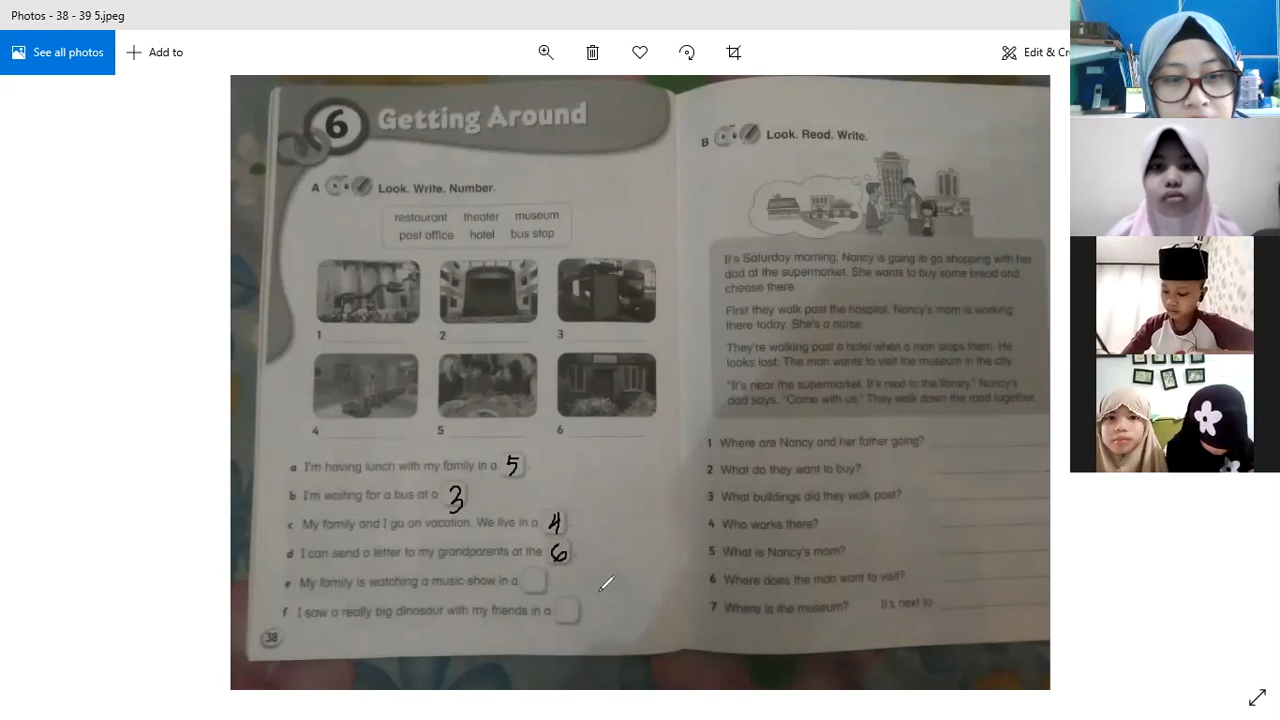 Photos - 38 - 39 5.jpeg
See all photos
Add to
Edit & Cr
6
Getting Around
A Look. Write. Number.
restaurant theater museum
post office hotel bus stop
1
2
3
4
5
6
a I'm having lunch with my family in a 5.
b I'm waiting for a bus at a 3
c My family and I go on vacation. We live in a 4
d I can send a letter to my grandparents at the 6.
e My family is watching a music show in a
f I saw a really big dinosaur with my friends in a
38
B Look. Read. Write.
It's Saturday morning. Nancy is going to go shopping with her
dad at the supermarket. She wants to buy some bread and
cheese there.
First they walk past the hospital. Nancy's mom is working
there today. She's a nurse.
They're walking past a hotel when a man stops them. He
looks lost. The man wants to visit the museum in the city.
"It's near the supermarket. It's next to the library." Nancy's
dad says. "Come with us." They walk down the road together.
1 Where are Nancy and her father going?
2 What do they want to buy?
3 What buildings did they walk past?
4 Who works there?
5 What is Nancy's mom?
6 Where does the man want to visit?
7 Where is the museum? It's next to